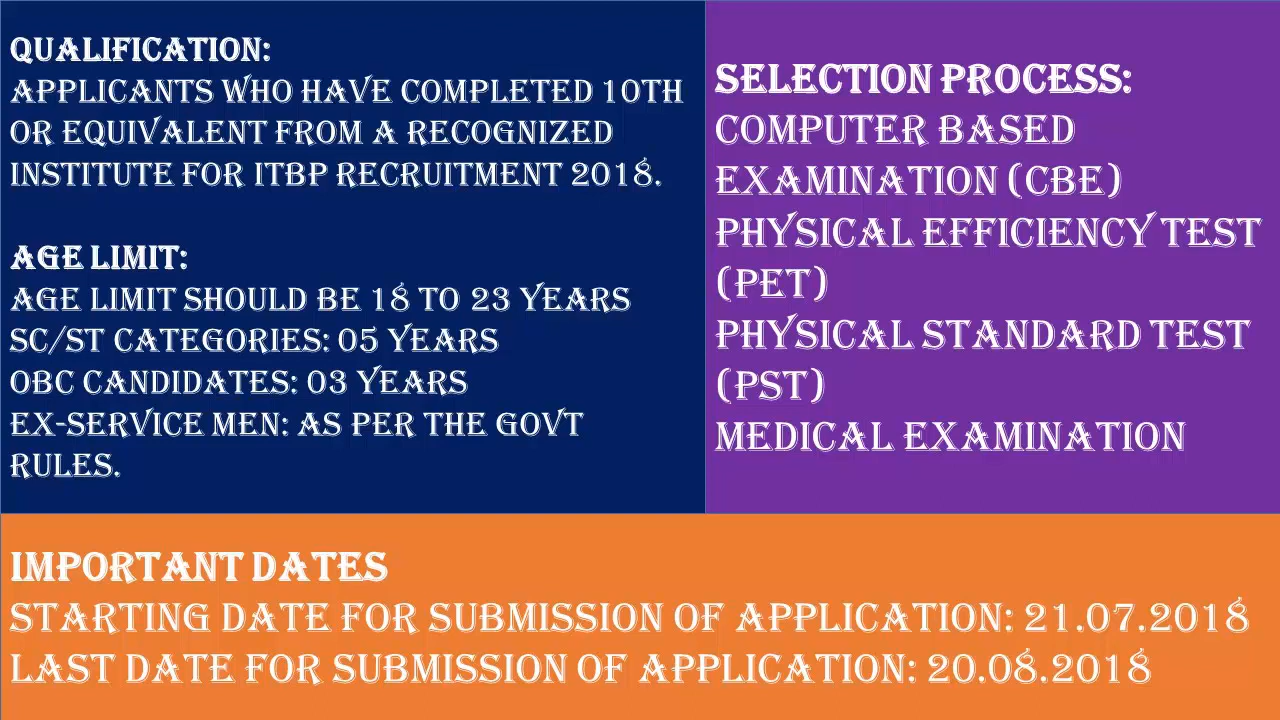 QUALIFICATION:
APPLICANTS WHO HAVE COMPLETED 10TH
OR EQUIVALENT FROM A RECOGNIZED
INSTITUTE FOR ITBP RECRUITMENT 2018.
AGE LIMIT:
AGE LIMIT SHOULD BE 18 TO 23 YEARS
SC/ST CATEGORIES: 05 YEARS
OBC CANDIDATES: 03 YEARS
EX-SERVICE MEN: AS PER THE GOVT
RULES.
SELECTION PROCESS:
COMPUTER BASED
EXAMINATION (CBE)
PHYSICAL EFFICIENCY TEST
(PET)
PHYSICAL STANDARD TEST
(PST)
MEDICAL EXAMINATION
IMPORTANT DATES
STARTING DATE FOR SUBMISSION OF APPLICATION: 21.07.2018
LAST DATE FOR SUBMISSION OF APPLICATION: 20.08.2018